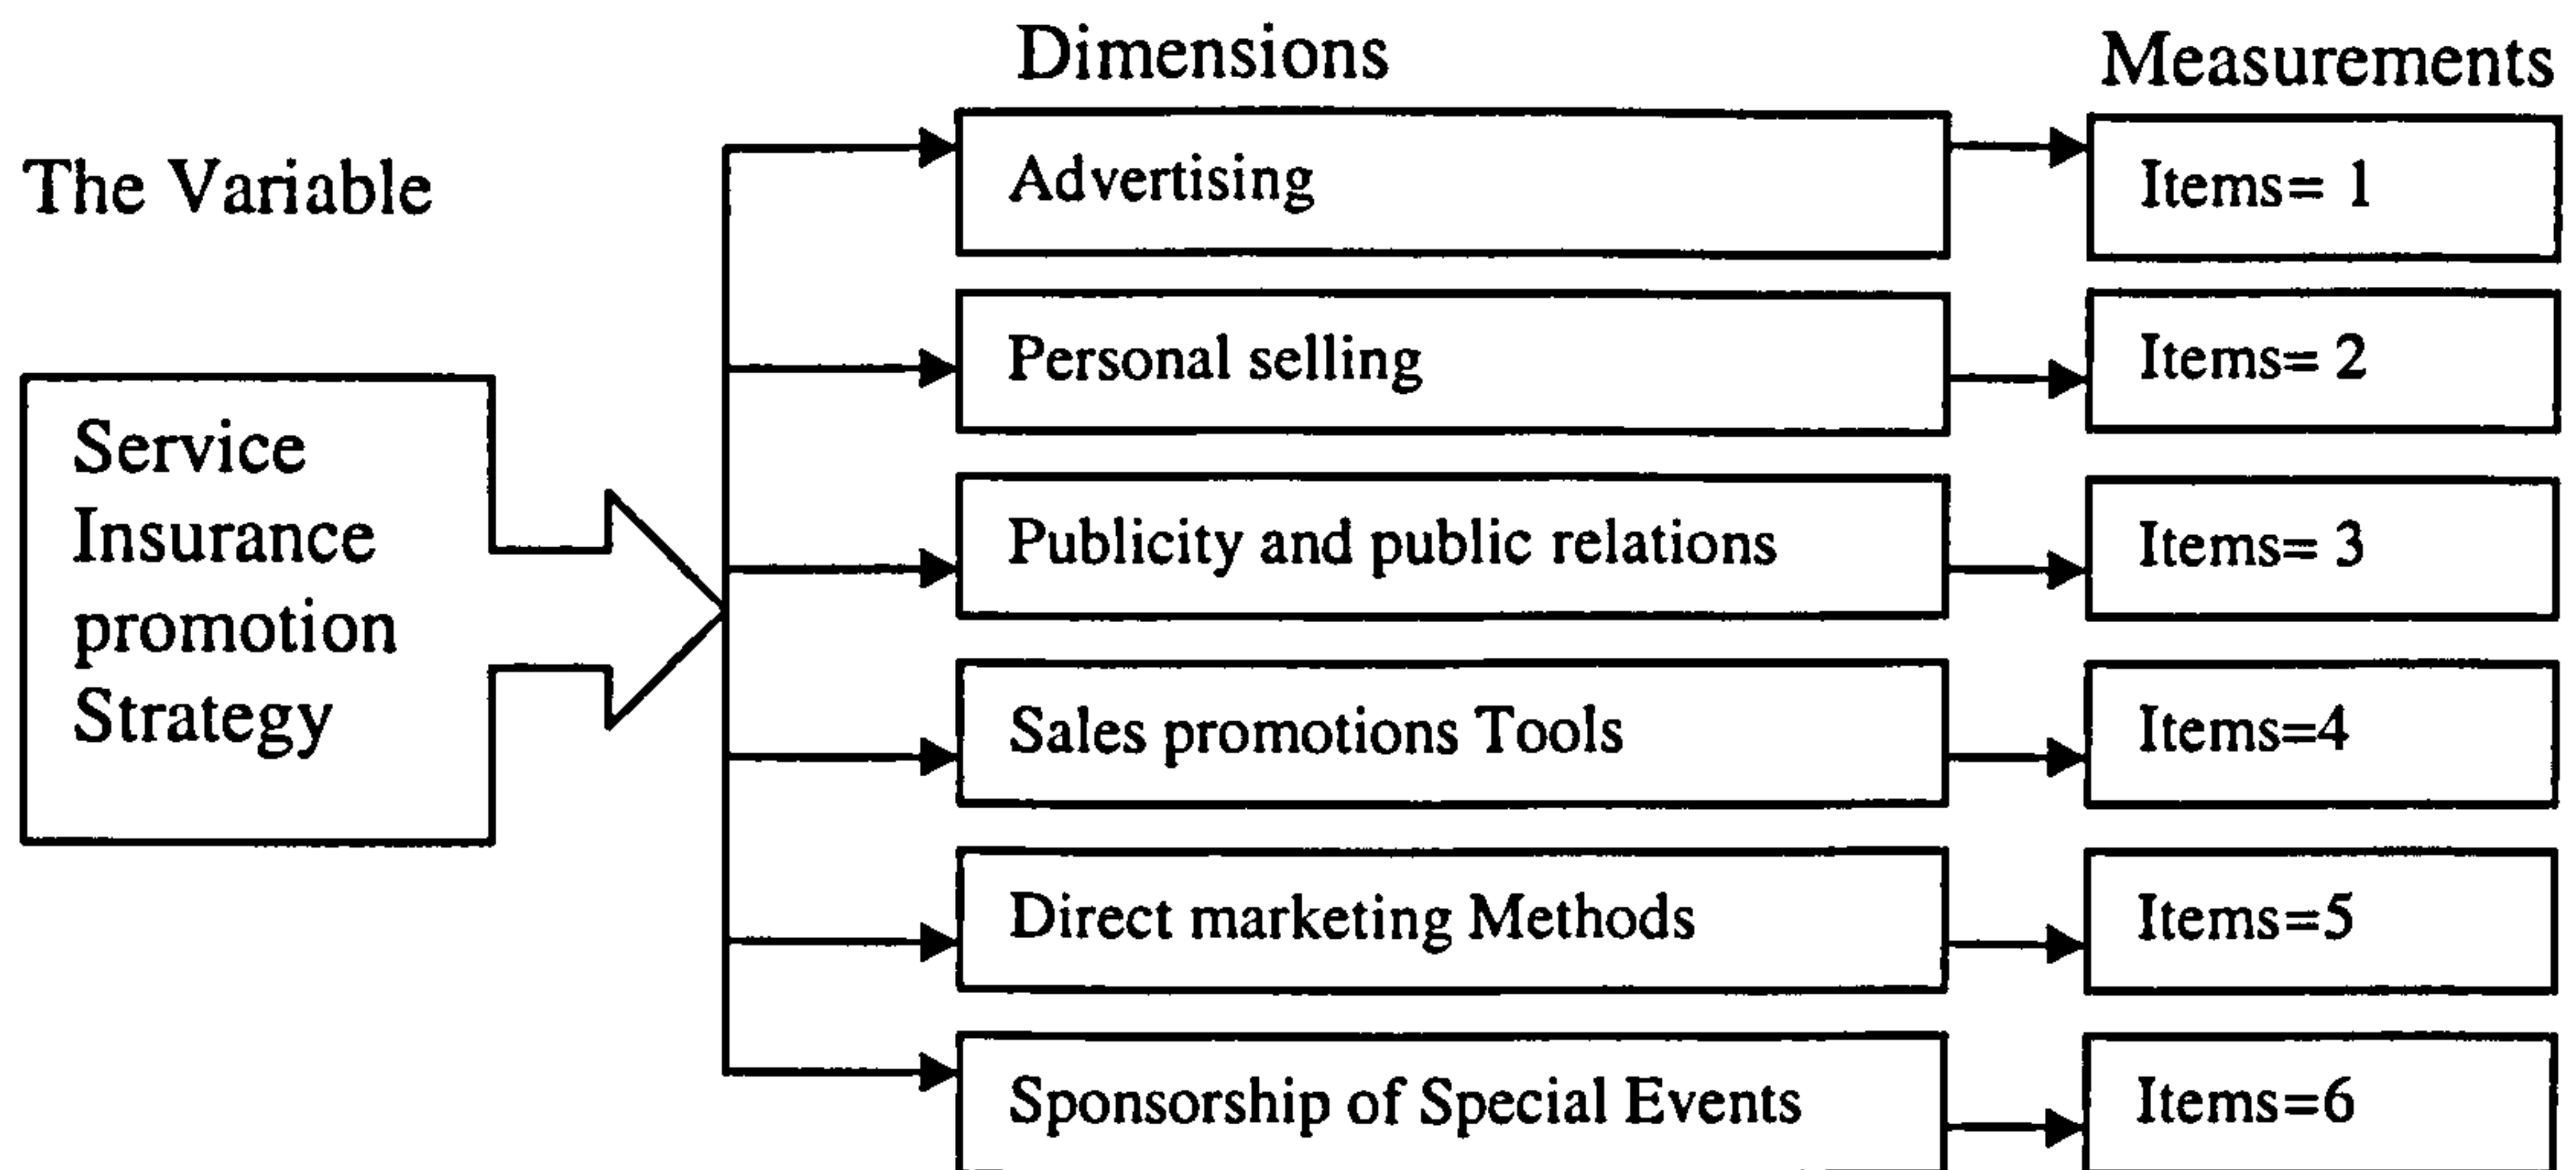 Dimensions
Measurements
The Variable
Service
Insurance
promotion
Strategy
Advertising
Items= 1
Personal selling
Items= 2
Publicity and public relations
Items= 3
Sales promotions Tools
Items=4
Direct marketing Methods
Items=5
Sponsorship of Special Events
Items=6